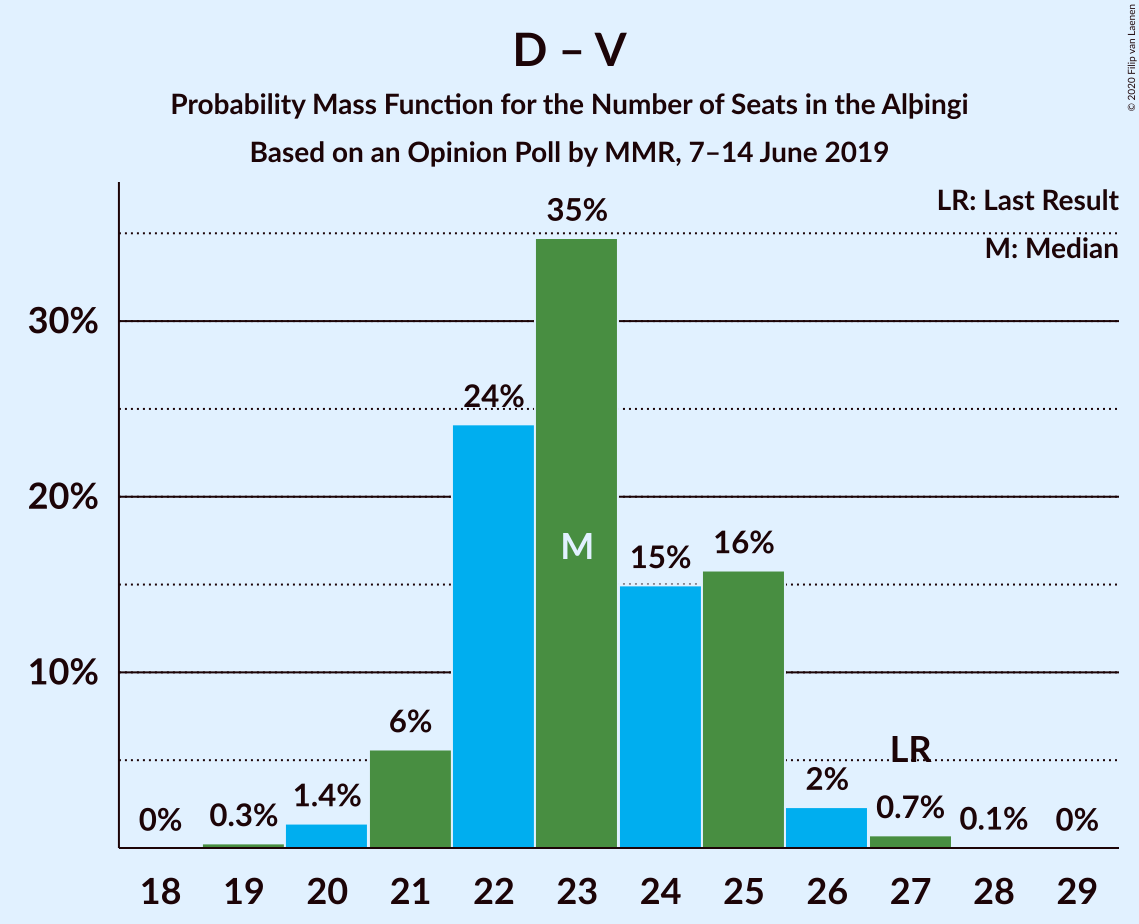 D – V
Probability Mass Function for the Number of Seats in the Alþingi
Based on an Opinion Poll by MMR, 7–14 June 2019
© 2020 Filip van Laenen
LR: Last Result
M: Median
35%
30%
24%
20%
M
15%
16%
10%
6%
LR
0%
0.3%
1.4%
2%
0.7%
0.1%
0%
18 19 20 21 22 23 24 25 26 27 28 29